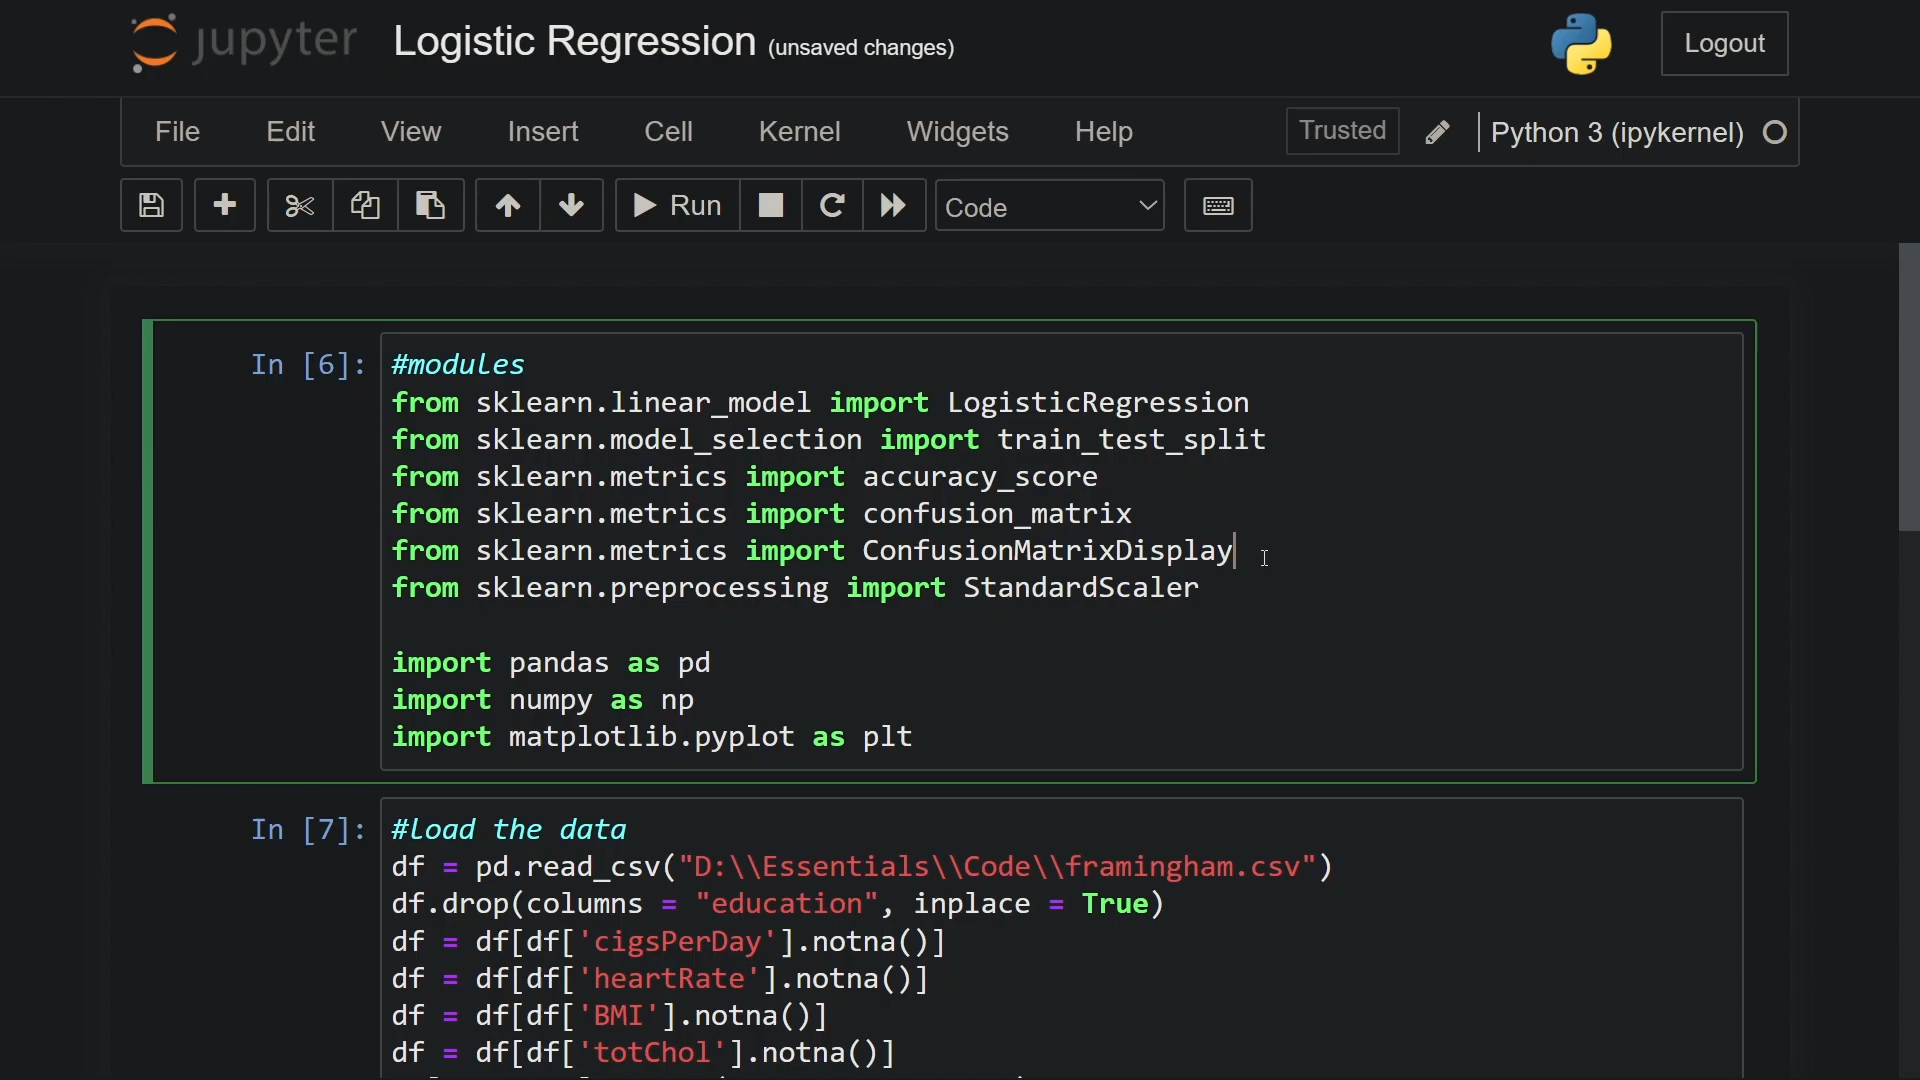 jupyter Logistic Regression (unsaved changes) Logout
File Edit View Insert Cell Kernel Widgets Help Trusted Python 3 (ipykernel)
Run Code
In [6]: #modules
from sklearn.linear_model import LogisticRegression
from sklearn.model_selection import train_test_split
from sklearn.metrics import accuracy_score
from sklearn.metrics import confusion_matrix
from sklearn.metrics import ConfusionMatrixDisplay
from sklearn.preprocessing import StandardScaler
import pandas as pd
import numpy as np
import matplotlib.pyplot as plt
In [7]: #load the data
df = pd.read_csv("D:\\Essentials\\Code\\framingham.csv")
df.drop(columns = "education", inplace = True)
df = df[df['cigsPerDay'].notna()]
df = df[df['heartRate'].notna()]
df = df[df['BMI'].notna()]
df = df[df['totChol'].notna()]